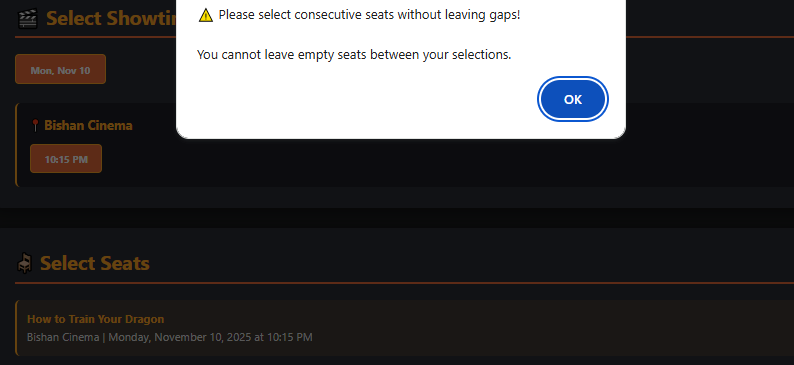 Select Showtin
⚠ Please select consecutive seats without leaving gaps!
You cannot leave empty seats between your selections.
OK
Mon, Nov 10
Bishan Cinema
10:15 PM
Select Seats
How to Train Your Dragon
Bishan Cinema | Monday, November 10, 2025 at 10:15 PM